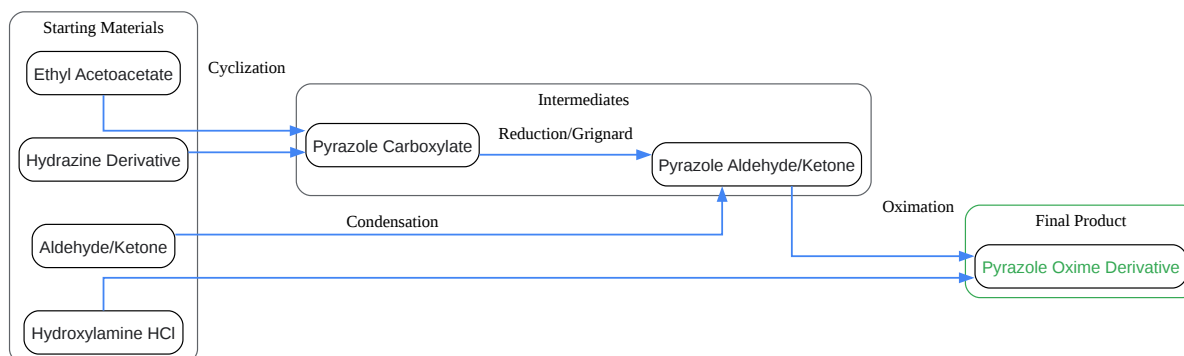 Starting Materials
Ethyl Acetoacetate
Cyclization
Intermediates
Hydrazine Derivative
Pyrazole Carboxylate
Reduction/Grignard
Pyrazole Aldehyde/Ketone
Aldehyde/Ketone
Condensation
Oximation
Final Product
Pyrazole Oxime Derivative
Hydroxylamine HCl